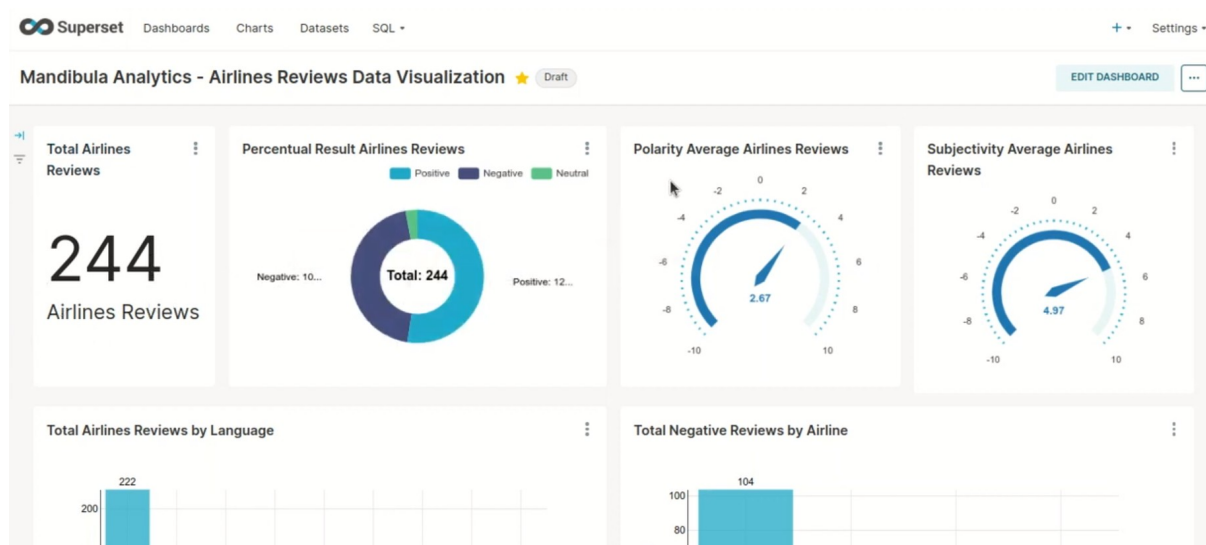 Superset Dashboards Charts Datasets SQL + Settings
Mandibula Analytics - Airlines Reviews Data Visualization Draft EDIT DASHBOARD ...
Total Airlines
Reviews
244
Airlines Reviews
Percentual Result Airlines Reviews
Positive Negative Neutral
Negative: 10...
Total: 244
Positive: 12...
Polarity Average Airlines Reviews
-10 -8 -6 -4 -2 0 2 4 6 8 10
2.67
Subjectivity Average Airlines
Reviews
-10 -8 -6 -4 -2 0 2 4 6 8 10
4.97
Total Airlines Reviews by Language
222
200
Total Negative Reviews by Airline
104
100
80